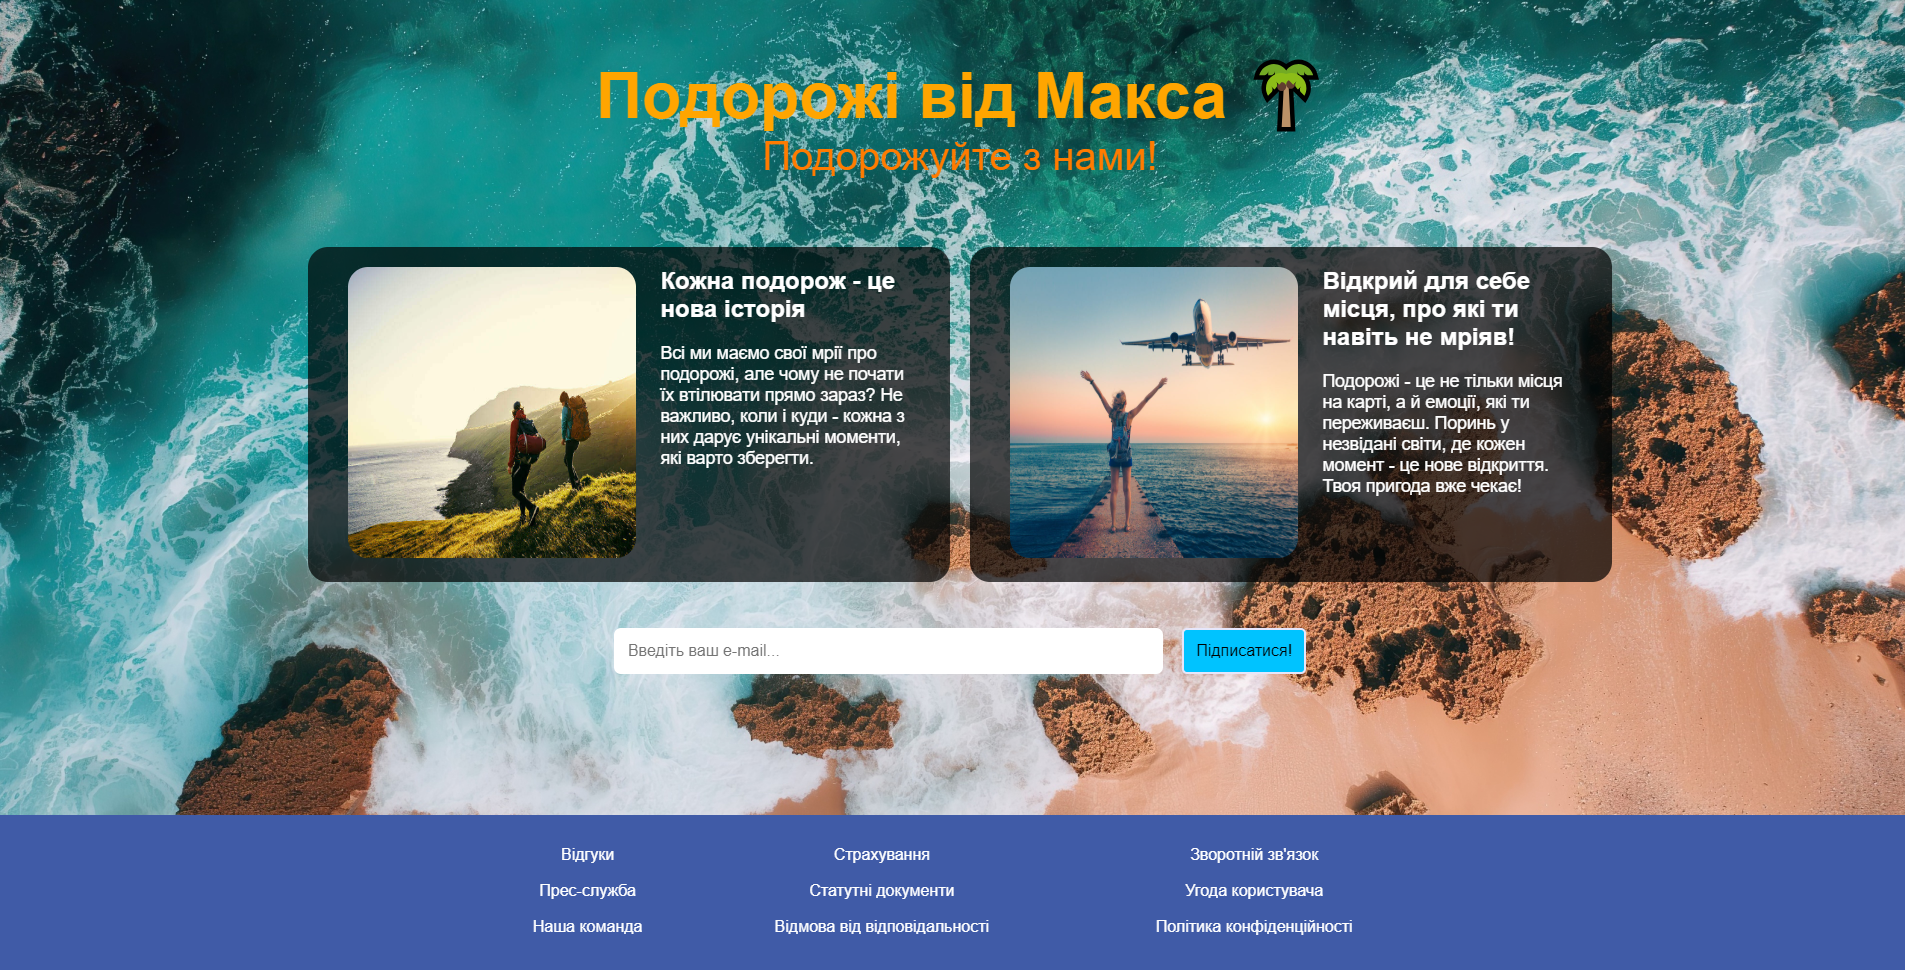 Подорожі від Макса 🌴
Подорожуйте з нами!
Кожна подорож - це
нова історія
Всі ми маємо свої мрії про
подорожі, але чому не почати
їх втілювати прямо зараз? Не
важливо, коли і куди - кожна з
них дарує унікальні моменти,
які варто зберегти.
Відкрий для себе
місця, про які ти
навіть не мріяв!
Подорожі - це не тільки місця
на карті, а й емоції, які ти
переживаєш. Поринь у
незвідані світи, де кожен
момент - це нове відкриття.
Твоя пригода вже чекає!
Введіть ваш e-mail...
Підписатися!
Відгуки
Прес-служба
Наша команда
Страхування
Статутні документи
Відмова від відповідальності
Зворотній зв'язок
Угода користувача
Політика конфіденційності